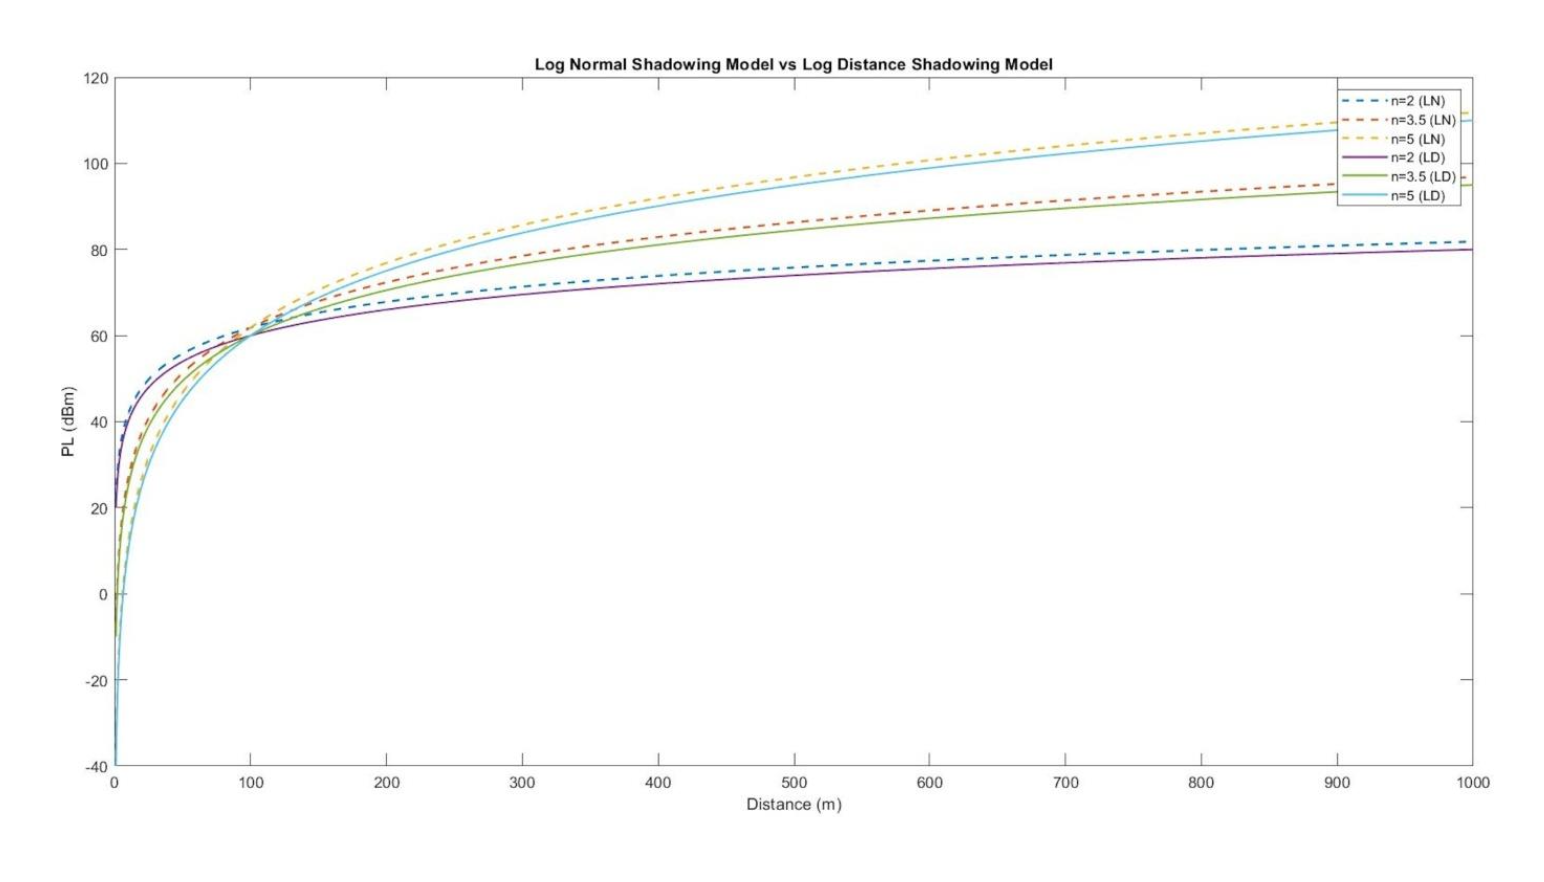 Log Normal Shadowing Model vs Log Distance Shadowing Model
120
100
80
60
40
20
0
-20
-40
PL (dBm)
n=2 (LN)
n=3.5 (LN)
n=5 (LN)
n=2 (LD)
n=3.5 (LD)
n=5 (LD)
0 100 200 300 400 500 600 700 800 900 1000
Distance (m)